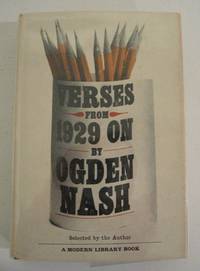 VERSES
FROM
1929 ON
BY
OGDEN
NASH
Selected by the Author
A MODERN LIBRARY BOOK